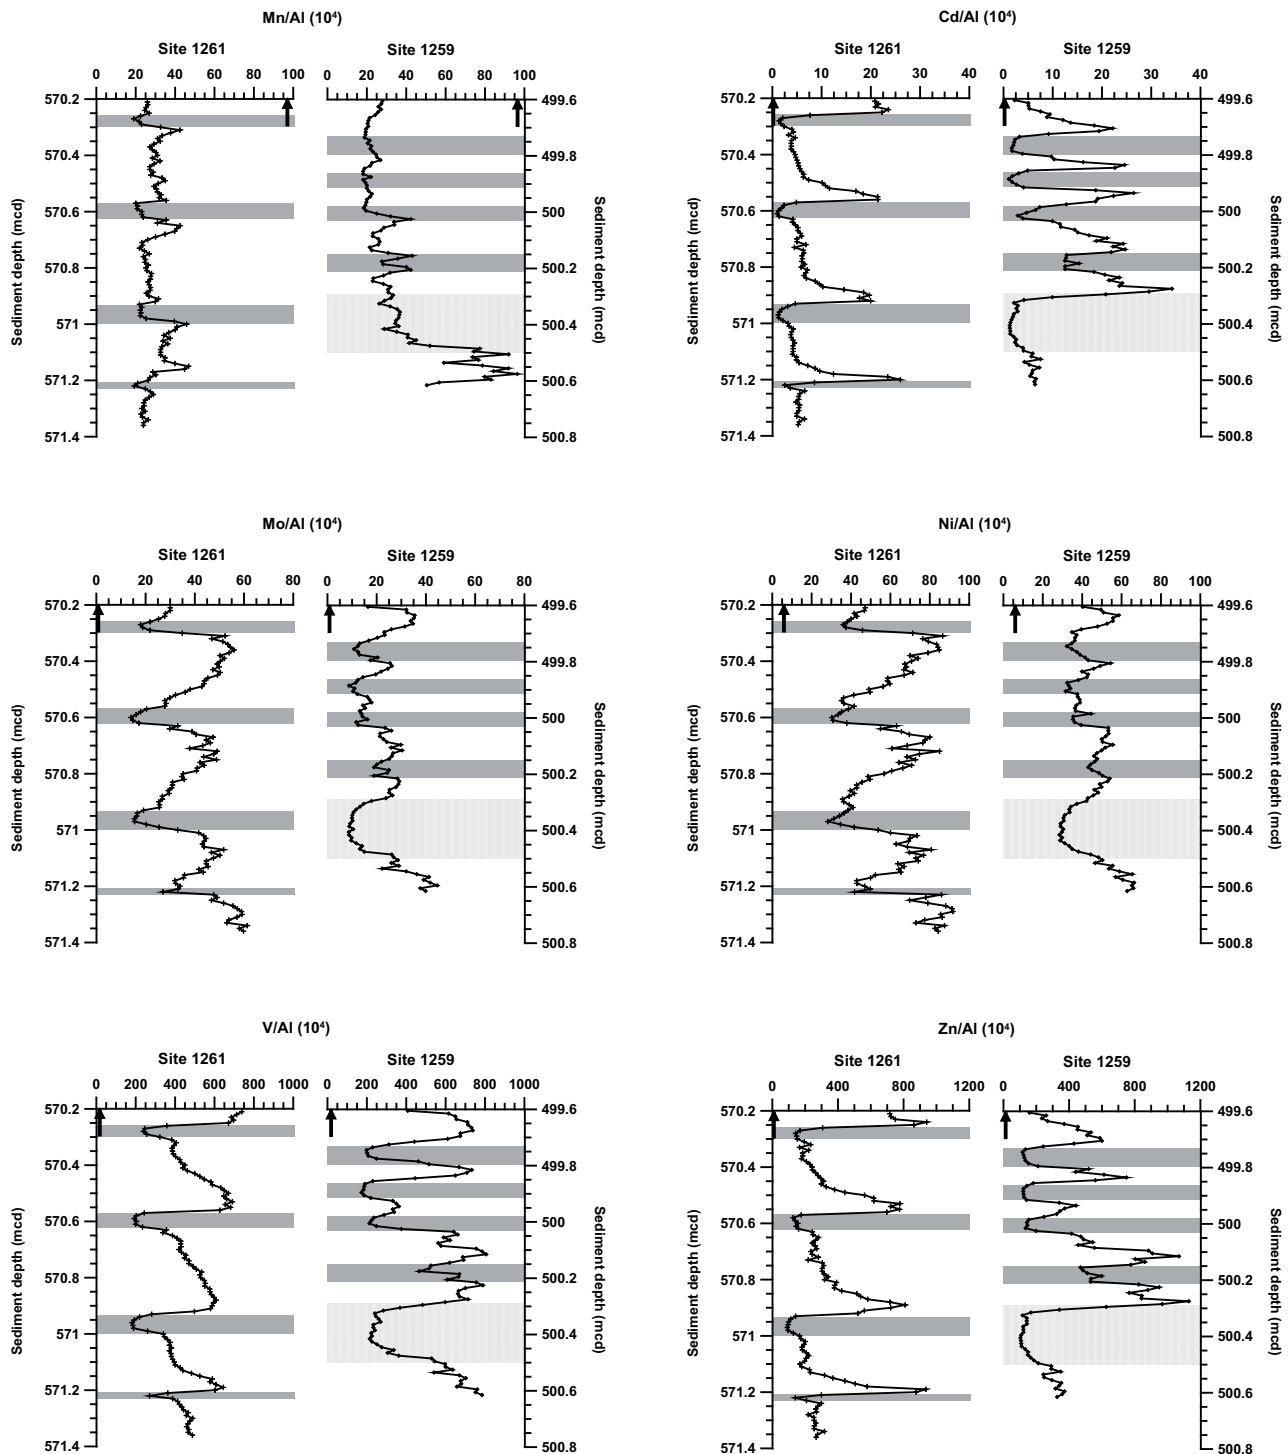 Mn/Al (10⁴)
Site 1261
Site 1259
0 20 40 60 80 100
0 20 40 60 80 100
Sediment depth (mcd)
570.2
570.4
570.6
570.8
571
571.2
571.4
499.6
499.8
500
500.2
500.4
500.6
500.8
Sediment depth (mcd)
Cd/Al (10⁴)
Site 1261
Site 1259
0 10 20 30 40
0 10 20 30 40
Sediment depth (mcd)
570.2
570.4
570.6
570.8
571
571.2
571.4
499.6
499.8
500
500.2
500.4
500.6
500.8
Sediment depth (mcd)
Mo/Al (10⁴)
Site 1261
Site 1259
0 20 40 60 80
0 20 40 60 80
Sediment depth (mcd)
570.2
570.4
570.6
570.8
571
571.2
571.4
499.6
499.8
500
500.2
500.4
500.6
500.8
Sediment depth (mcd)
Ni/Al (10⁴)
Site 1261
Site 1259
0 20 40 60 80 100
0 20 40 60 80 100
Sediment depth (mcd)
570.2
570.4
570.6
570.8
571
571.2
571.4
499.6
499.8
500
500.2
500.4
500.6
500.8
Sediment depth (mcd)
V/Al (10⁴)
Site 1261
Site 1259
0 200 400 600 800 1000
0 200 400 600 800 1000
Sediment depth (mcd)
570.2
570.4
570.6
570.8
571
571.2
571.4
499.6
499.8
500
500.2
500.4
500.6
500.8
Sediment depth (mcd)
Zn/Al (10⁴)
Site 1261
Site 1259
0 400 800 1200
0 400 800 1200
Sediment depth (mcd)
570.2
570.4
570.6
570.8
571
571.2
571.4
499.6
499.8
500
500.2
500.4
500.6
500.8
Sediment depth (mcd)